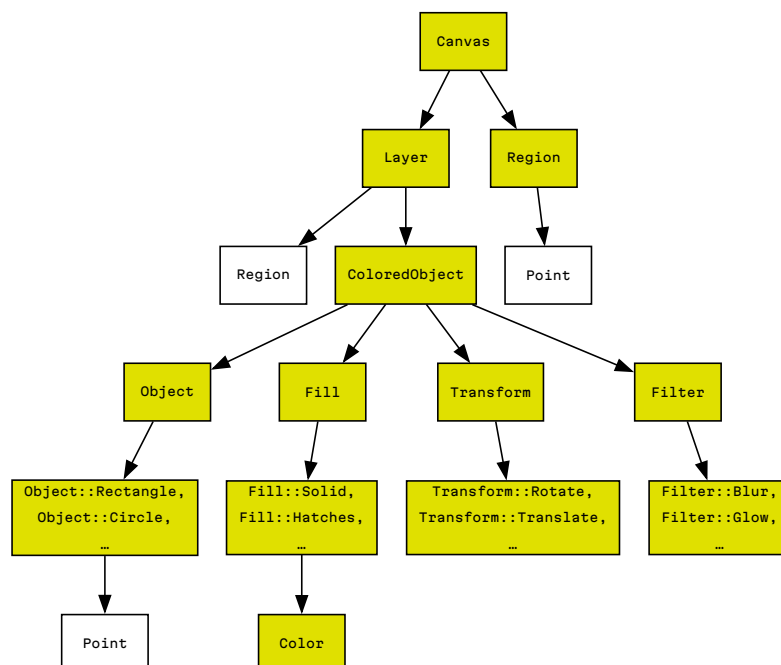 Canvas
Layer
Region
Region
ColoredObject
Point
Object
Fill
Transform
Filter
Object::Rectangle,
Object::Circle,
…
Fill::Solid,
Fill::Hatches,
…
Transform::Rotate,
Transform::Translate,
…
Filter::Blur,
Filter::Glow,
…
Point
Color